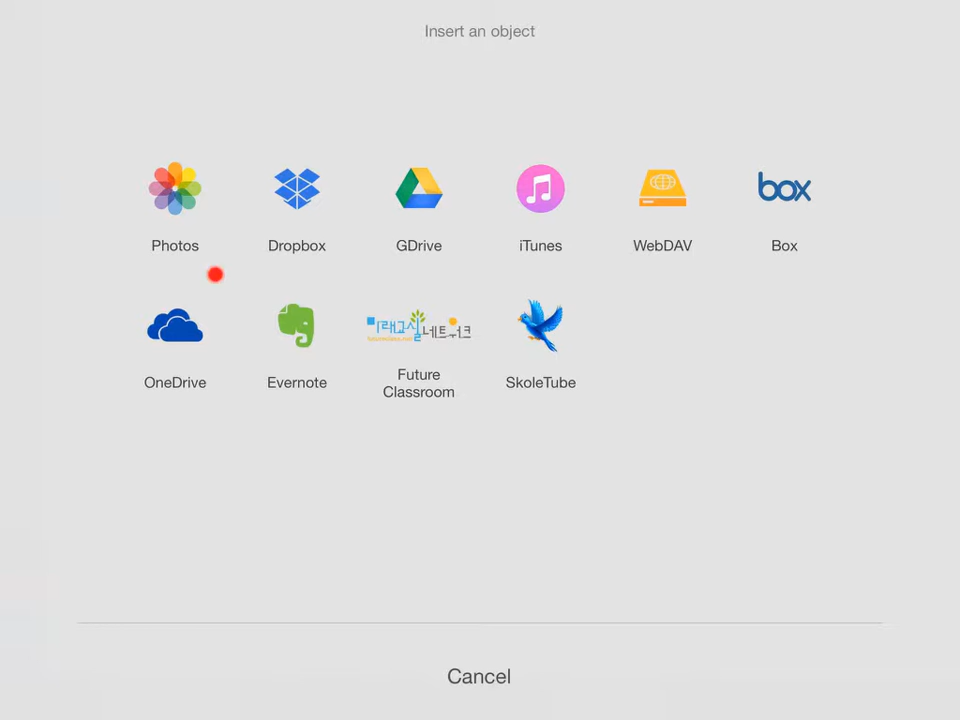 Insert an object
box
Photos
Dropbox
GDrive
iTunes
WebDAV
Box
미래교실네트워크
OneDrive
Evernote
Future
Classroom
SkoleTube
Cancel